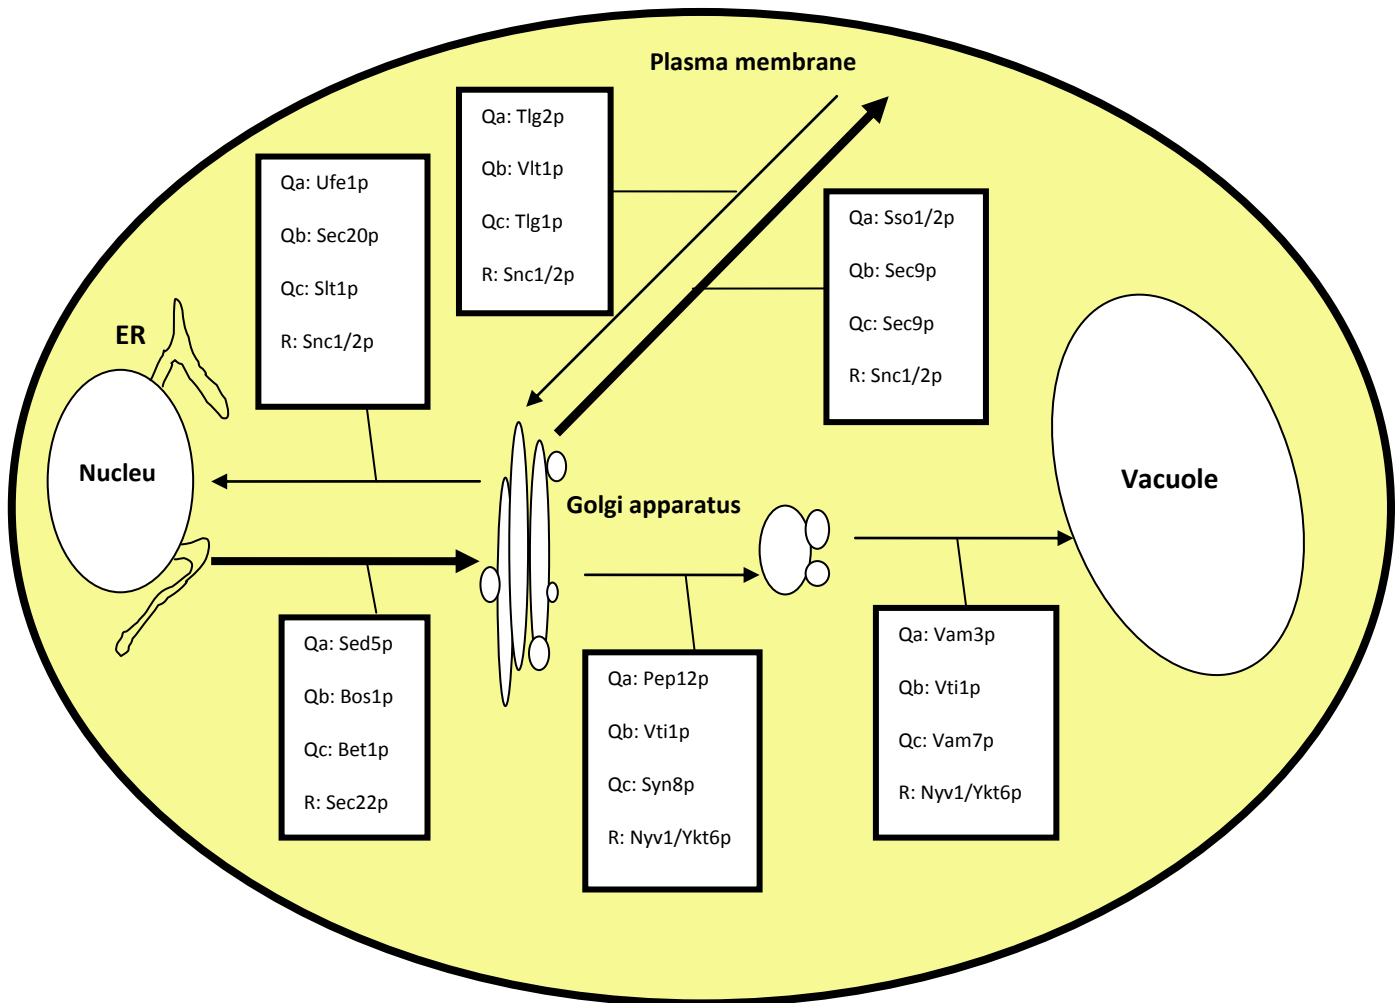 Plasma membrane
Qa: Tlg2p
Qb: Vlt1p
Qc: Tlg1p
R: Snc1/2p
Qa: Ufe1p
Qb: Sec20p
Qc: Slt1p
R: Snc1/2p
Qa: Sso1/2p
Qb: Sec9p
Qc: Sec9p
R: Snc1/2p
ER
Nucleu
Golgi apparatus
Vacuole
Qa: Sed5p
Qb: Bos1p
Qc: Bet1p
R: Sec22p
Qa: Pep12p
Qb: Vti1p
Qc: Syn8p
R: Nyv1/Ykt6p
Qa: Vam3p
Qb: Vti1p
Qc: Vam7p
R: Nyv1/Ykt6p